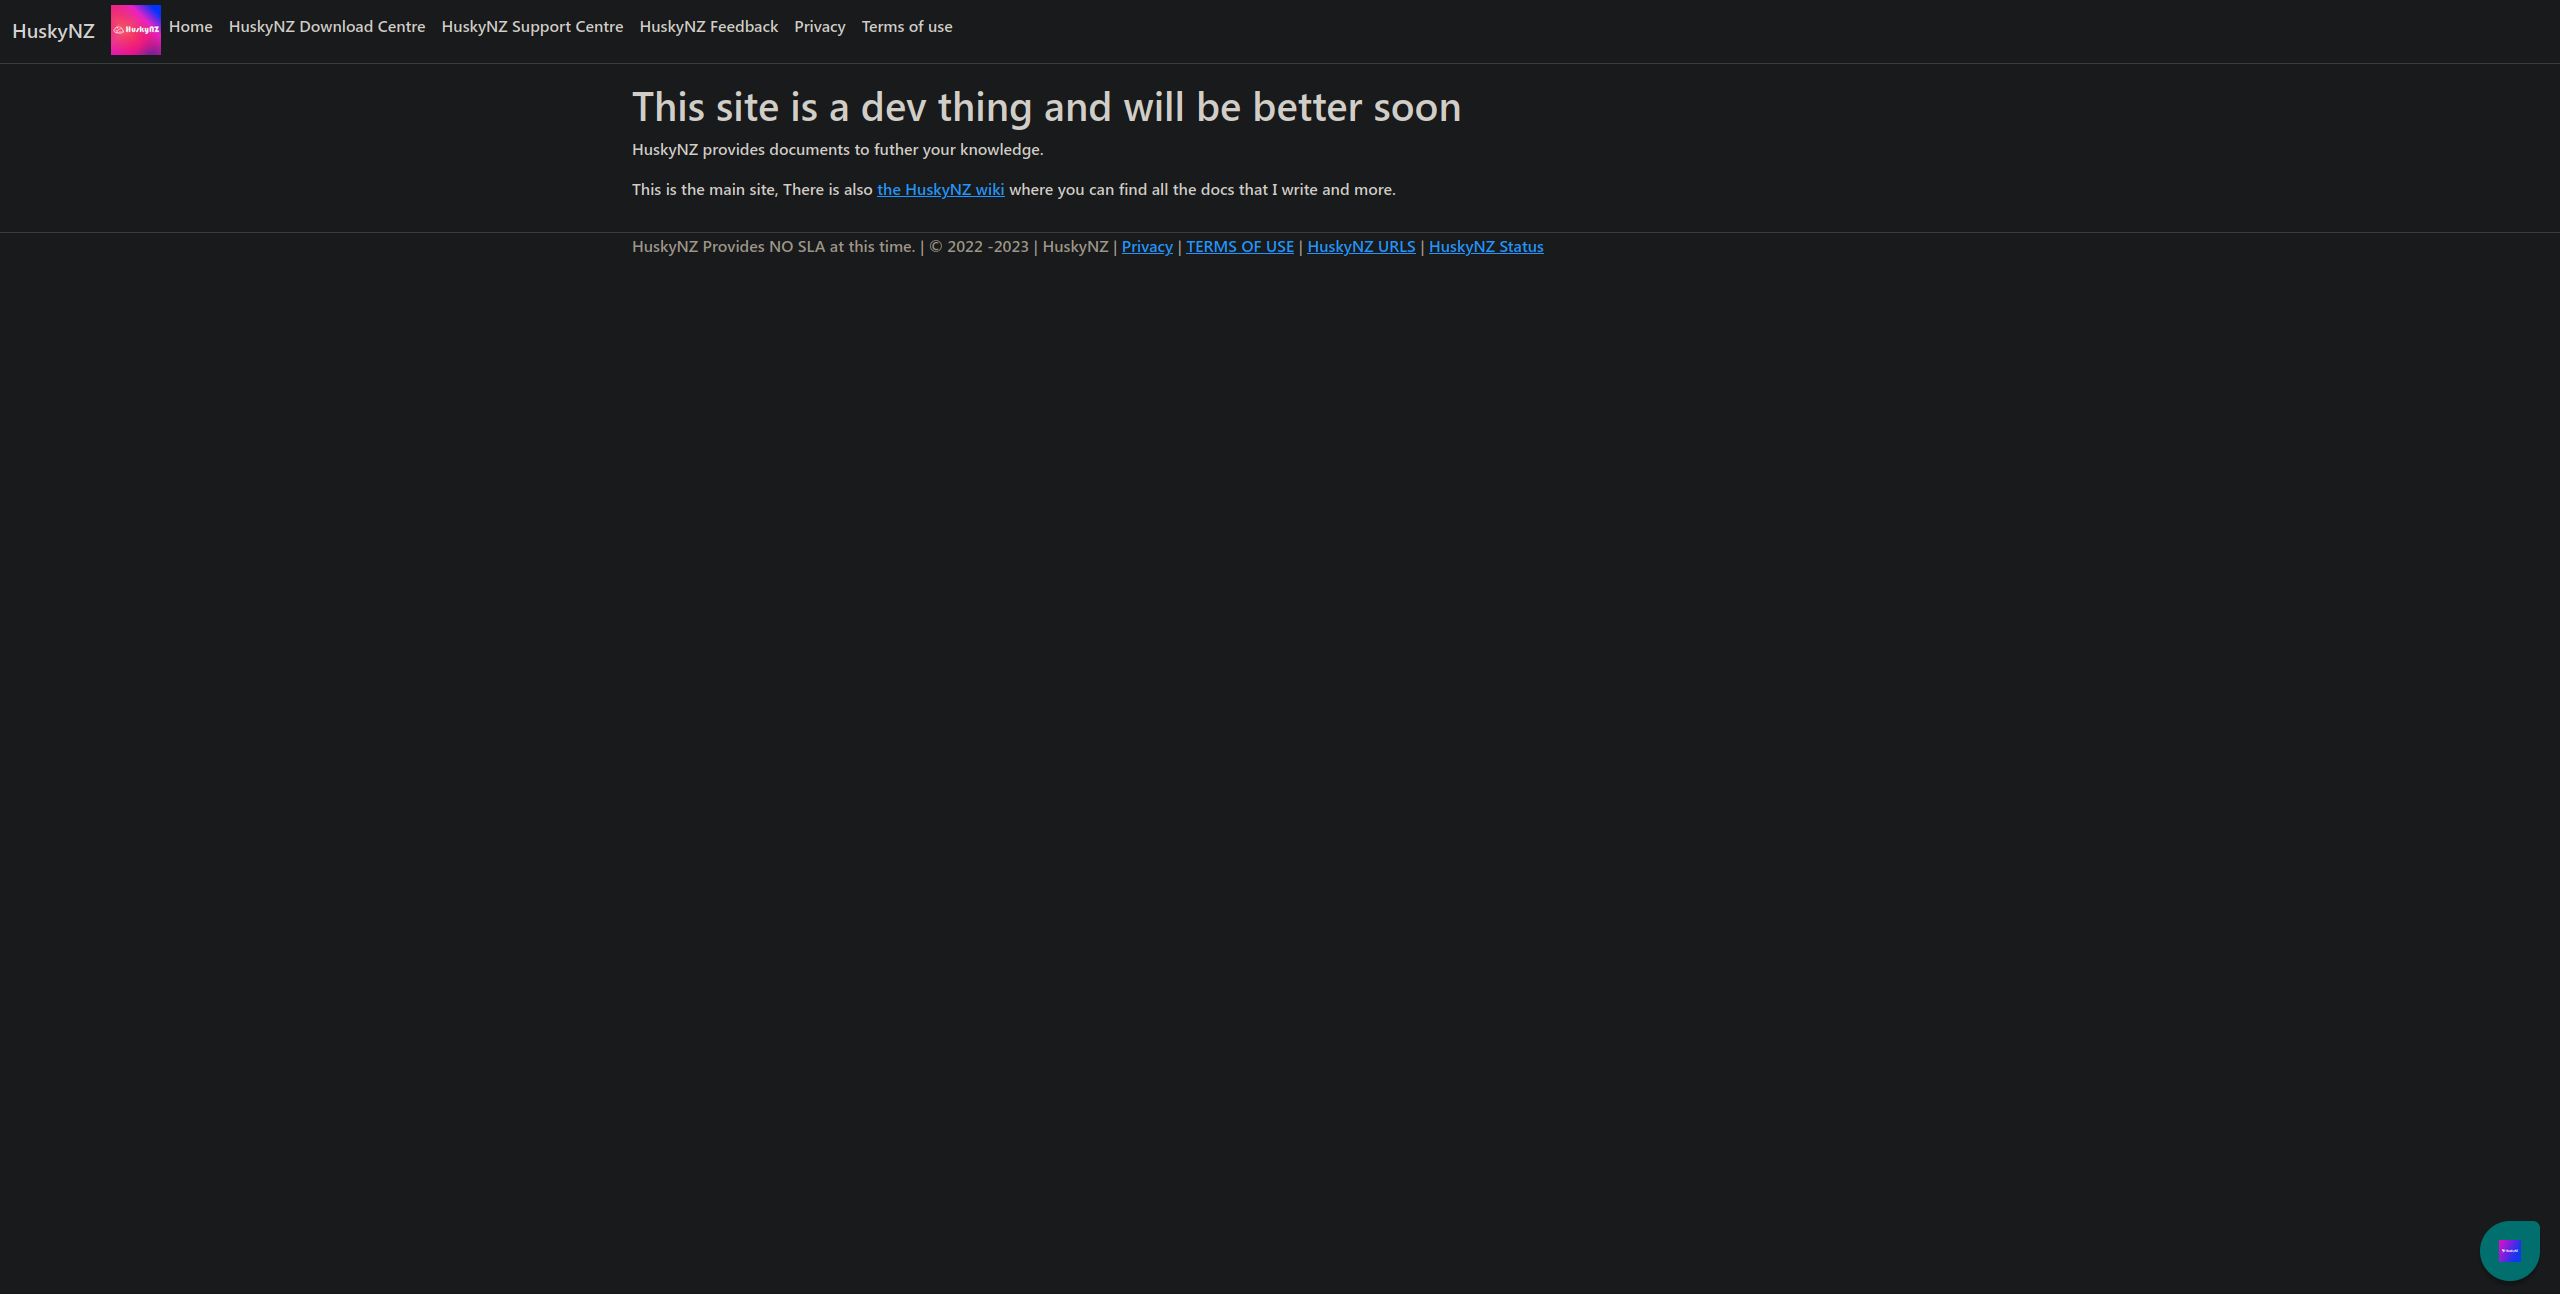 HuskyNZ HuskyNZ Home HuskyNZ Download Centre HuskyNZ Support Centre HuskyNZ Feedback Privacy Terms of use
This site is a dev thing and will be better soon
HuskyNZ provides documents to futher your knowledge.
This is the main site, There is also the HuskyNZ wiki where you can find all the docs that I write and more.
HuskyNZ Provides NO SLA at this time. | © 2022 -2023 | HuskyNZ | Privacy | TERMS OF USE | HuskyNZ URLS | HuskyNZ Status